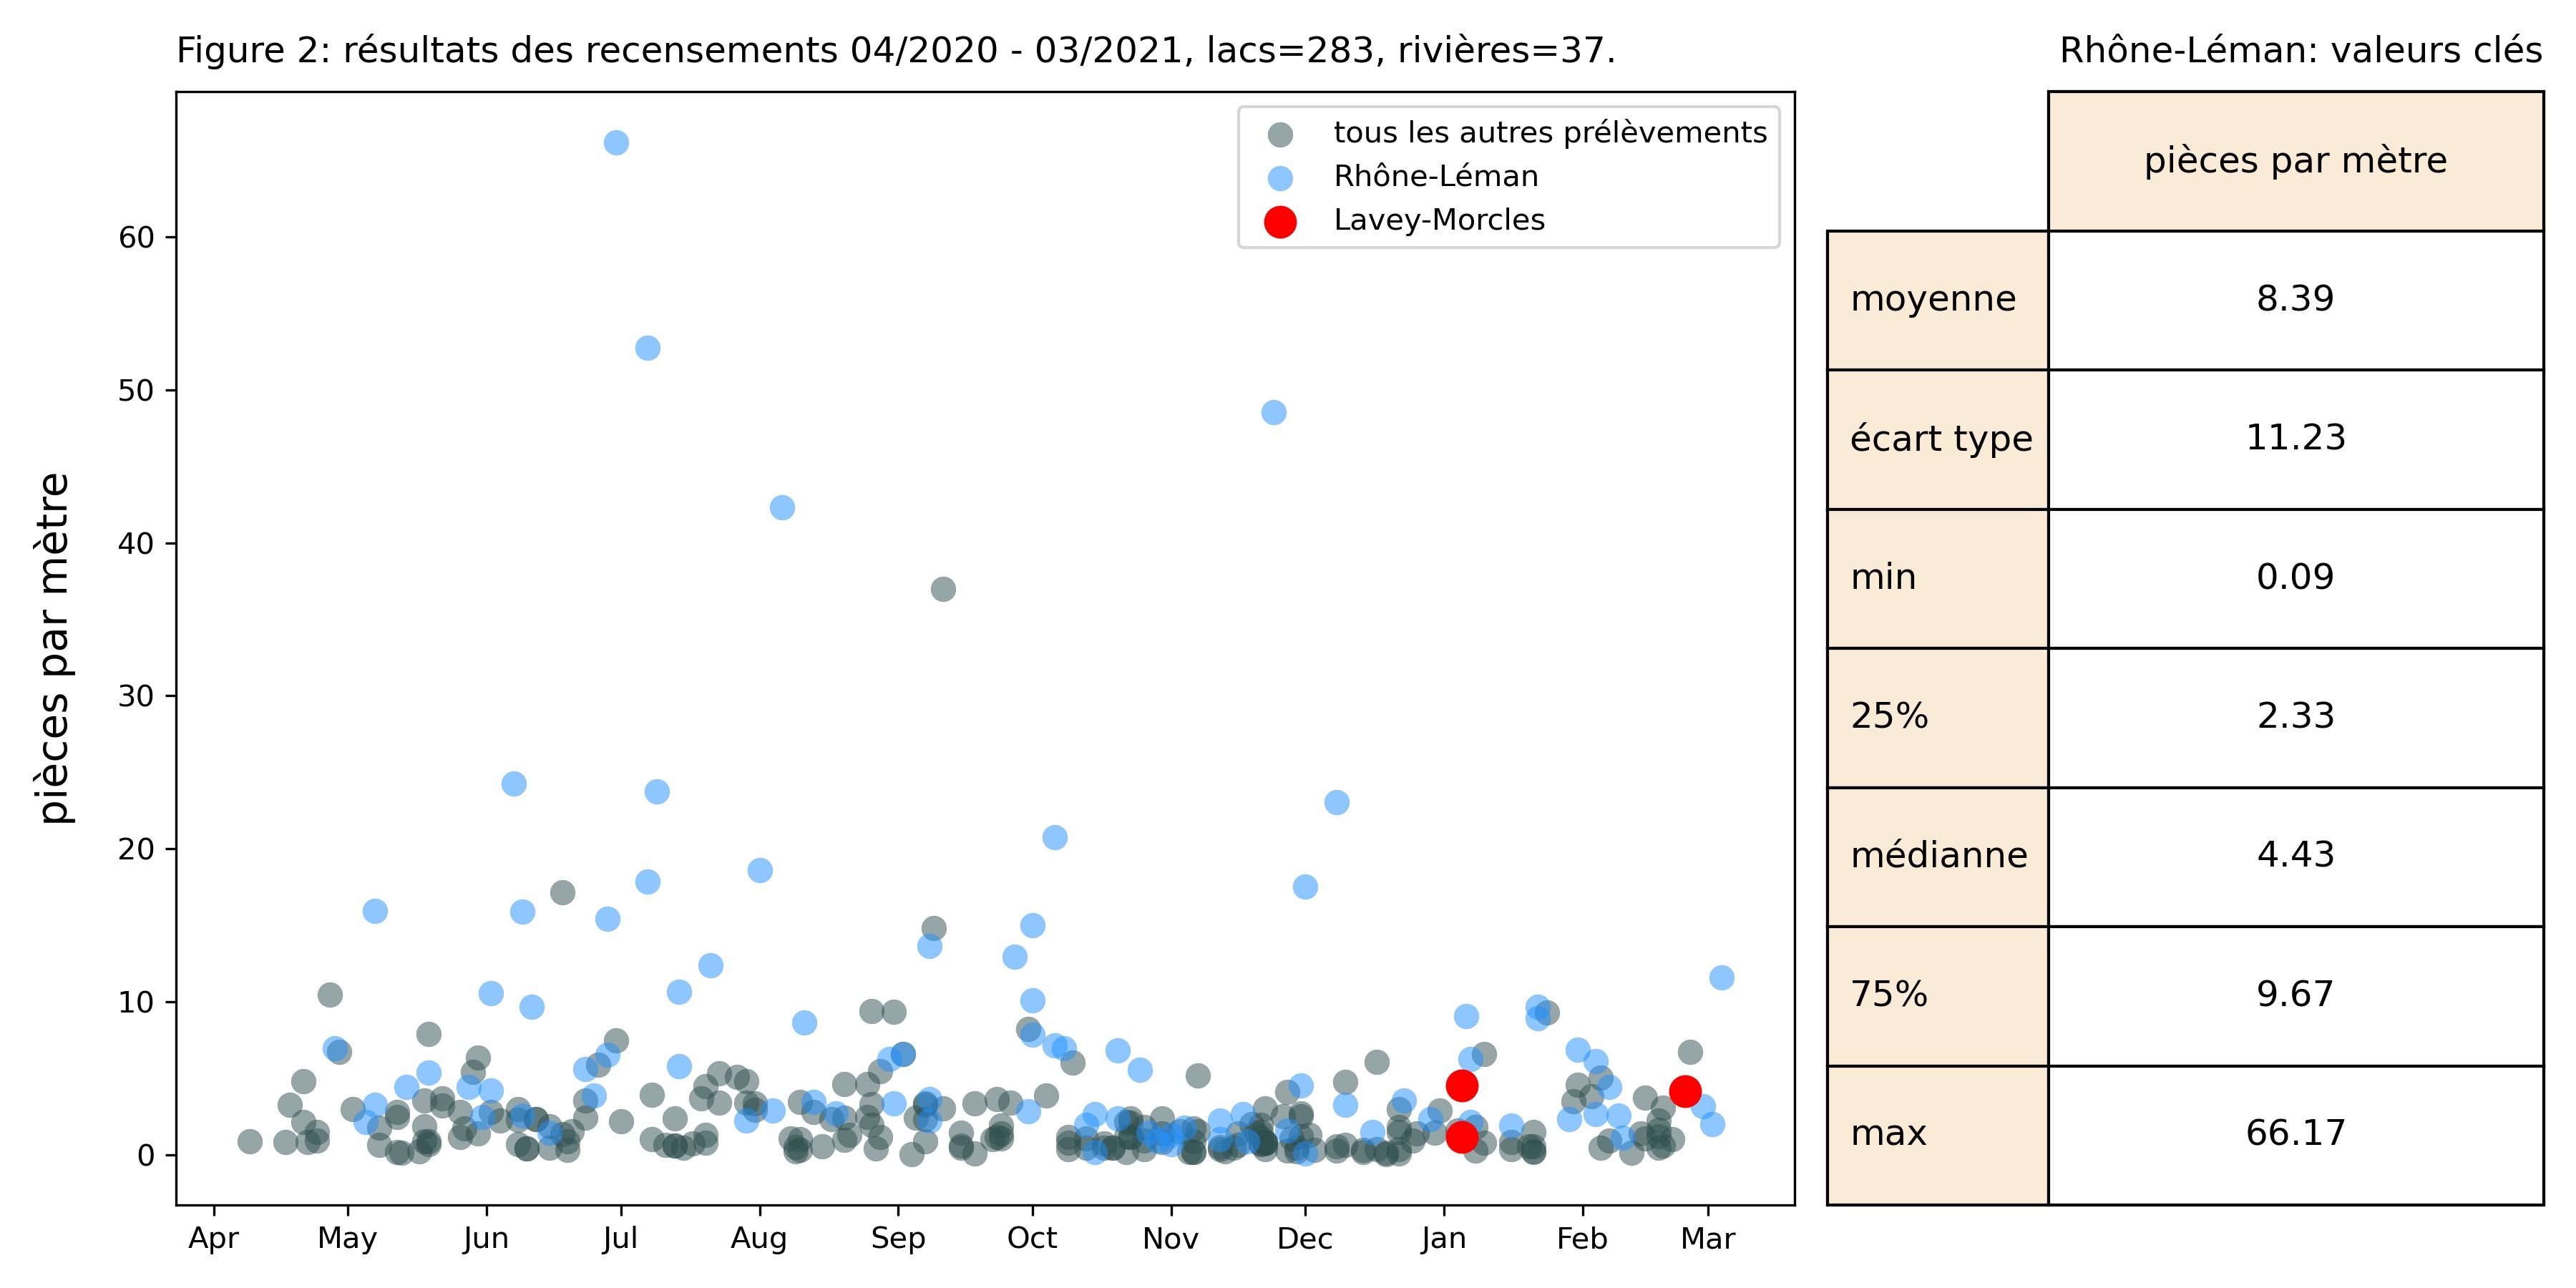 Figure 2: résultats des recensements 04/2020 - 03/2021, lacs=283, rivières=37.
pièces par mètre
60
50
40
30
20
10
0
Apr May Jun Jul Aug Sep Oct Nov Dec Jan Feb Mar
tous les autres prélèvements
Rhône-Léman
Lavey-Morcles
Rhône-Léman: valeurs clés
pièces par mètre
moyenne 8.39
écart type 11.23
min 0.09
25% 2.33
médianne 4.43
75% 9.67
max 66.17